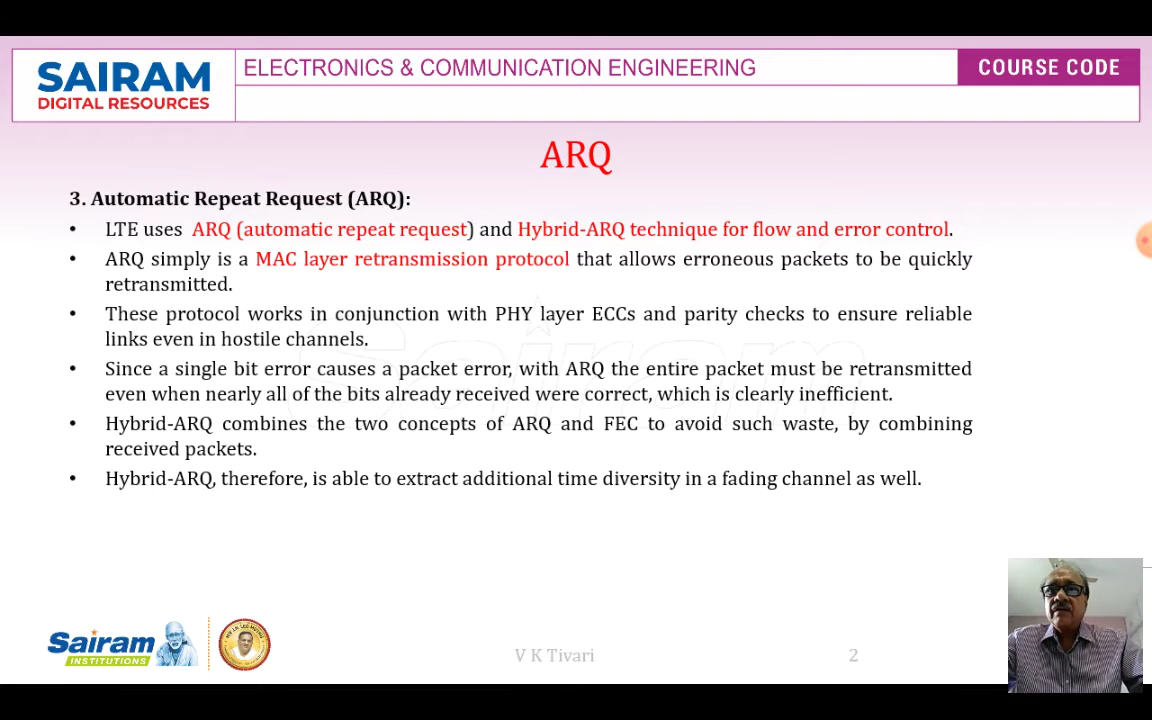 SAIRAM
DIGITAL RESOURCES
ELECTRONICS & COMMUNICATION ENGINEERING
COURSE CODE
ARQ
3. Automatic Repeat Request (ARQ):
• LTE uses ARQ (automatic repeat request) and Hybrid-ARQ technique for flow and error control.
• ARQ simply is a MAC layer retransmission protocol that allows erroneous packets to be quickly
retransmitted.
• These protocol works in conjunction with PHY layer ECCs and parity checks to ensure reliable
links even in hostile channels.
• Since a single bit error causes a packet error, with ARQ the entire packet must be retransmitted
even when nearly all of the bits already received were correct, which is clearly inefficient.
• Hybrid-ARQ combines the two concepts of ARQ and FEC to avoid such waste, by combining
received packets.
• Hybrid-ARQ, therefore, is able to extract additional time diversity in a fading channel as well.
Sairam
Sairam
INSTITUTIONS
V K Tivari
2